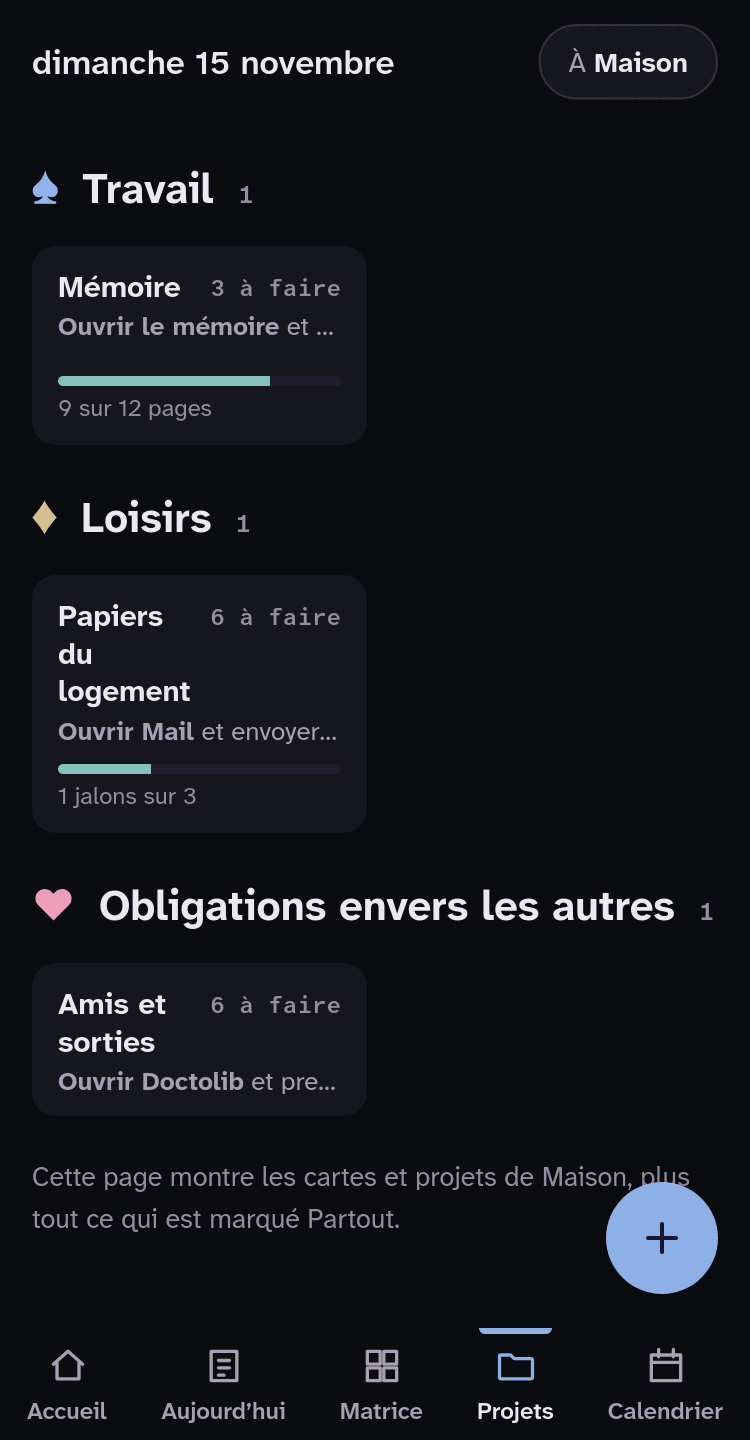 dimanche 15 novembre
À Maison
Travail 1
Mémoire 3 à faire
Ouvrir le mémoire et ...
9 sur 12 pages
Loisirs 1
Papiers 6 à faire
du
logement
Ouvrir Mail et envoyer...
1 jalons sur 3
Obligations envers les autres 1
Amis et 6 à faire
sorties
Ouvrir Doctolib et pre...
Cette page montre les cartes et projets de Maison, plus
tout ce qui est marqué Partout.
Accueil Aujourd’hui Matrice Projets Calendrier